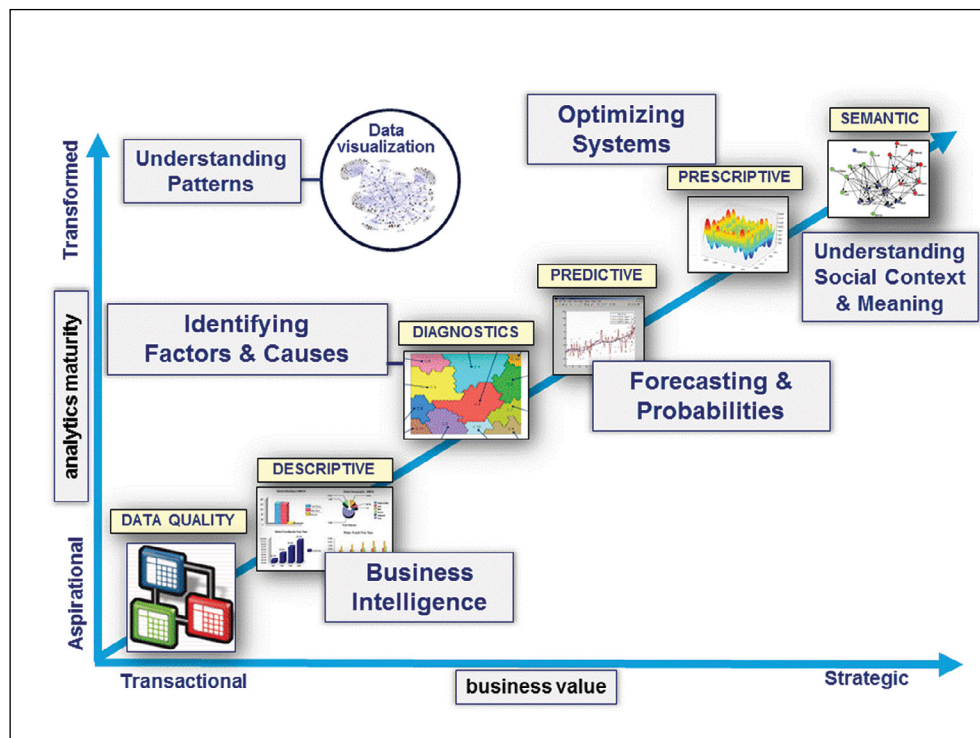 Transformed
analytics maturity
Aspirational
Understanding
Patterns
Data
visualization
Optimizing
Systems
SEMANTIC
PRESCRIPTIVE
Understanding
Social Context
& Meaning
PREDICTIVE
Identifying
Factors & Causes
DIAGNOSTICS
Forecasting &
Probabilities
DESCRIPTIVE
DATA QUALITY
Business
Intelligence
Transactional
business value
Strategic